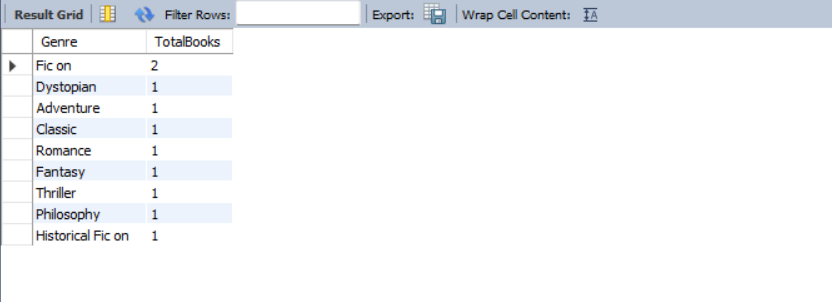 Result Grid Filter Rows: Export: Wrap Cell Content: IA
Genre TotalBooks
Fic on 2
Dystopian 1
Adventure 1
Classic 1
Romance 1
Fantasy 1
Thriller 1
Philosophy 1
Historical Fic on 1